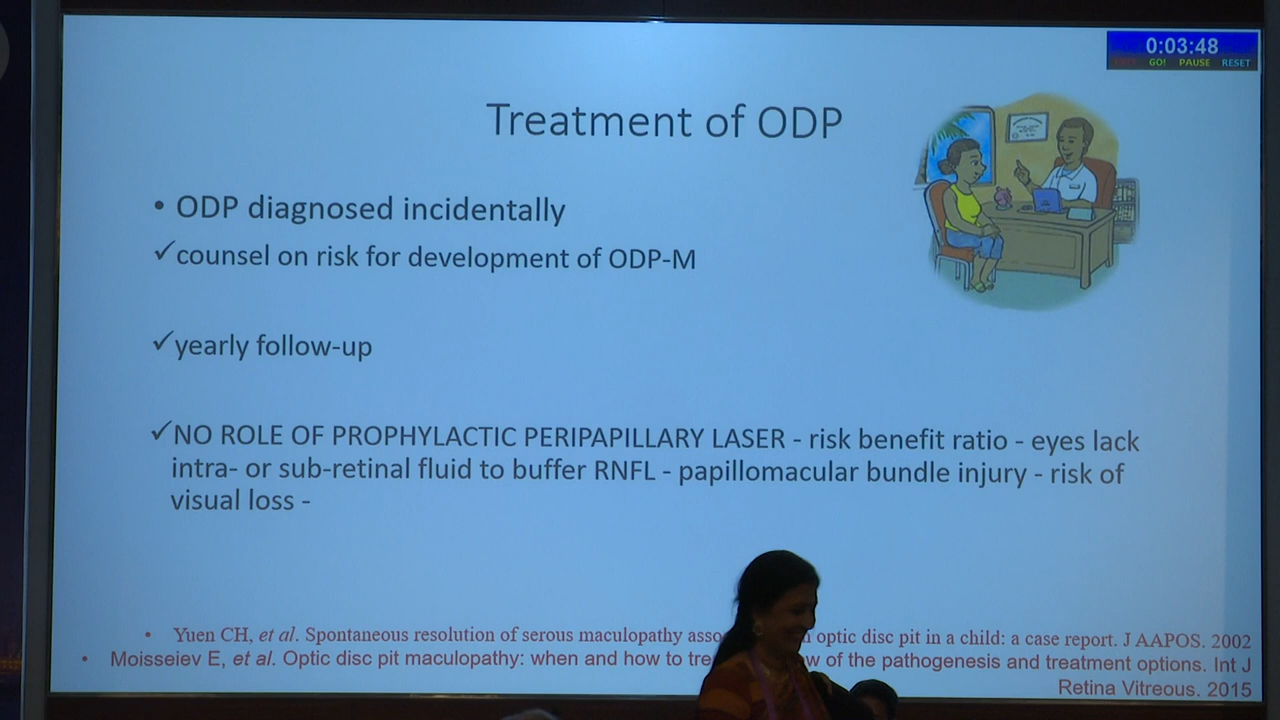 0:03:48
GO! PAUSE RESET
Treatment of ODP
• ODP diagnosed incidentally
✓counsel on risk for development of ODP-M
✓yearly follow-up
✓NO ROLE OF PROPHYLACTIC PERIPAPILLARY LASER - risk benefit ratio - eyes lack
intra- or sub-retinal fluid to buffer RNFL - papillomacular bundle injury - risk of
visual loss -
• Yuen CH, et al. Spontaneous resolution of serous maculopathy optic disc pit in a child: a case report. J AAPOS. 2002
• Moisseiev E, et al. Optic disc pit maculopathy: when and how to of the pathogenesis and treatment options. Int J
Retina Vitreous. 2015